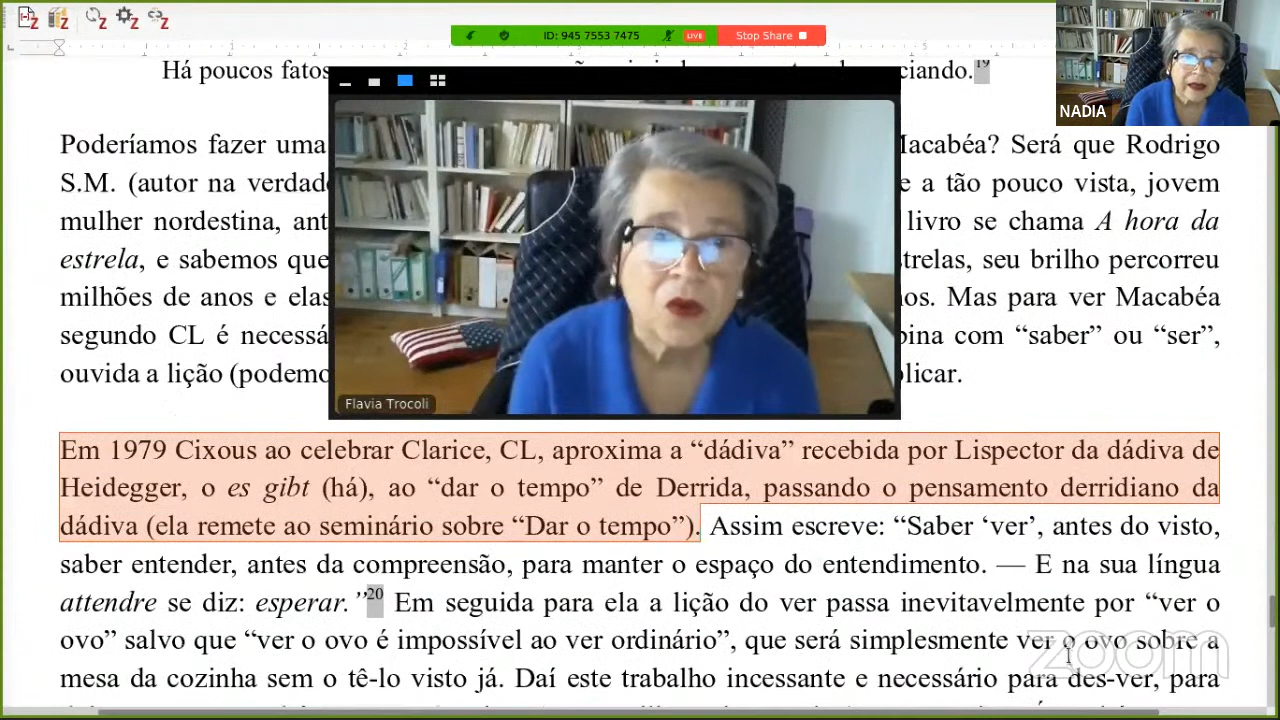 ID: 945 7553 7475
LIVE
Stop Share
NADIA
Há poucos fatos
ciando.19
Poderíamos fazer uma
Macabéa? Será que Rodrigo
S.M. (autor na verdade
e a tão pouco vista, jovem
mulher nordestina, ant
livro se chama A hora da
estrela, e sabemos que
strelas, seu brilho percorreu
milhões de anos e elas
nos. Mas para ver Macabéa
segundo CL é necessá
bina com “saber” ou “ser”,
ouvida a lição (podemo
plicar.
Flavia Trocoli
Em 1979 Cixous ao celebrar Clarice, CL, aproxima a “dádiva” recebida por Lispector da dádiva de
Heidegger, o es gibt (há), ao “dar o tempo” de Derrida, passando o pensamento derridiano da
dádiva (ela remete ao seminário sobre “Dar o tempo”). Assim escreve: “Saber ‘ver’, antes do visto,
saber entender, antes da compreensão, para manter o espaço do entendimento. — E na sua língua
attendre se diz: esperar.”20 Em seguida para ela a lição do ver passa inevitavelmente por “ver o
ovo” salvo que “ver o ovo é impossível ao ver ordinário”, que será simplesmente ver o ovo sobre a
mesa da cozinha sem o tê-lo visto já. Daí este trabalho incessante e necessário para des-ver, para
zoom